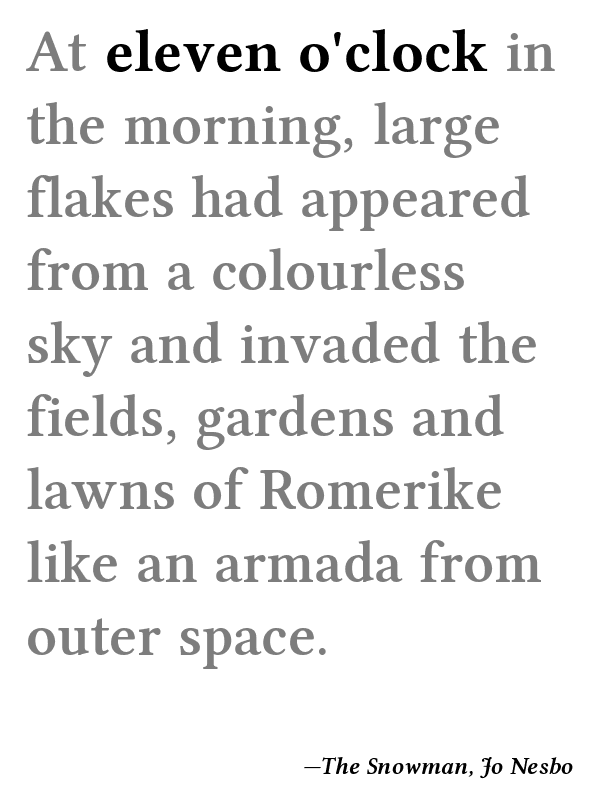 At eleven o'clock in
the morning, large
flakes had appeared
from a colourless
sky and invaded the
fields, gardens and
lawns of Romerike
like an armada from
outer space.
—The Snowman, Jo Nesbo